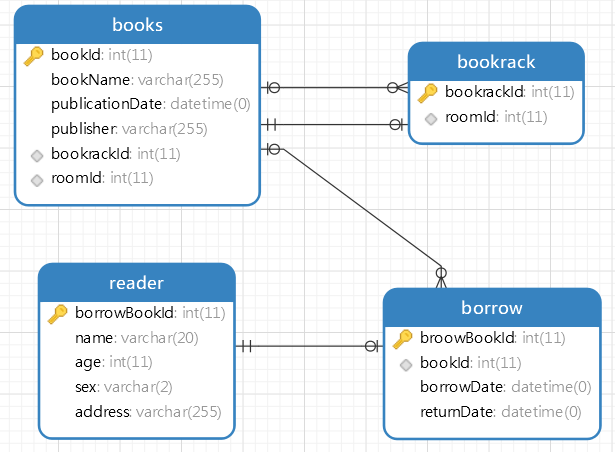 books
bookId: int(11)
bookName: varchar(255)
publicationDate: datetime(0)
publisher: varchar(255)
bookrackId: int(11)
roomId: int(11)
bookrack
bookrackId: int(11)
roomId: int(11)
reader
borrowBookId: int(11)
name: varchar(20)
age: int(11)
sex: varchar(2)
address: varchar(255)
borrow
broowBookId: int(11)
bookId: int(11)
borrowDate: datetime(0)
returnDate: datetime(0)